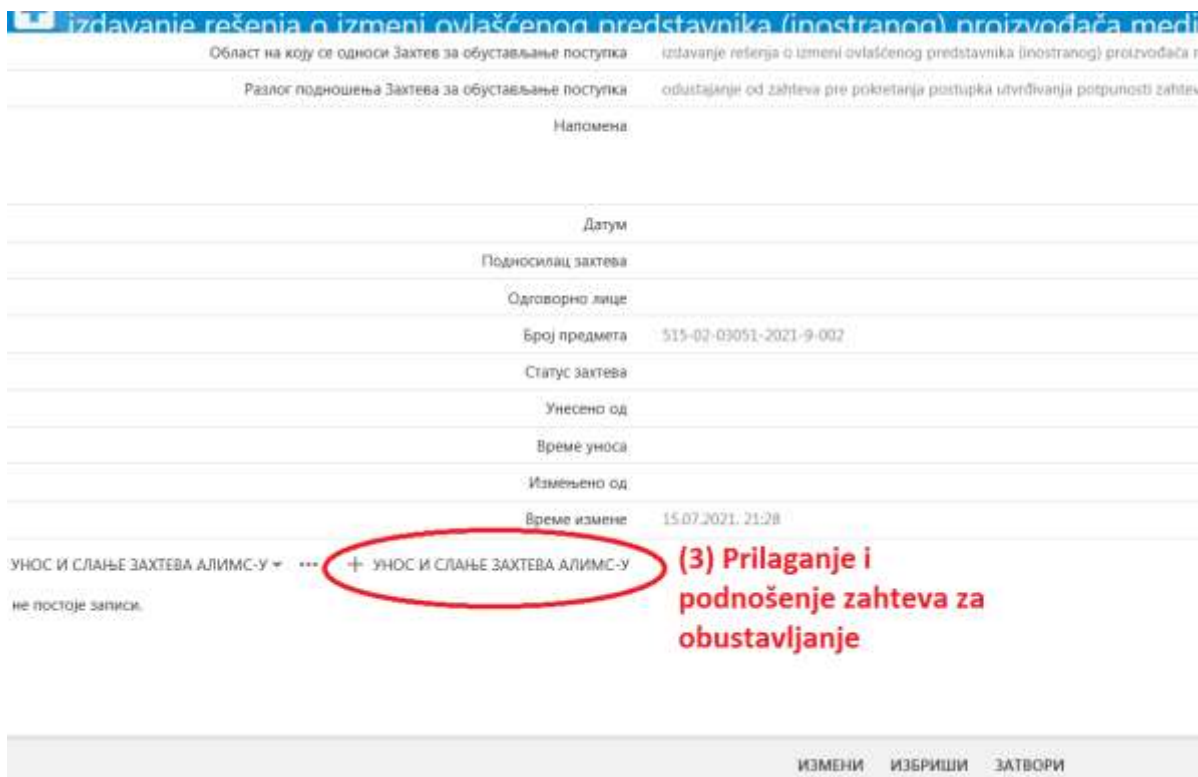 izdavanje rešenja o izmeni ovlašćenog predstavnika (inostranog) proizvođača medi
Област на коју се односи Захтев за обустављање поступка izdavanje rešenja o izmeni ovlašćenog predstavnika (inostranog) proizvođača
Разлог подношења Захтева за обустављање поступка odustajanje od zahteva pre pokretanja postupka utvrđivanja potpunosti zahtev
Напомена
Датум
Подносилац захтева
Одговорно лице
Број предмета 515-02-03051-2021-9-002
Статус захтева
Унесено од
Време уноса
Измењено од
Време измене 15.07.2021. 21:28
УНОС И СЛАЊЕ ЗАХТЕВА АЛИМС-У ••• + УНОС И СЛАЊЕ ЗАХТЕВА АЛИМС-У
не постоје записи.
(3) Prilaganje i
podnošenje zahteva za
obustavljanje
ИЗМЕНИ ИЗБРИШИ ЗАТВОРИ